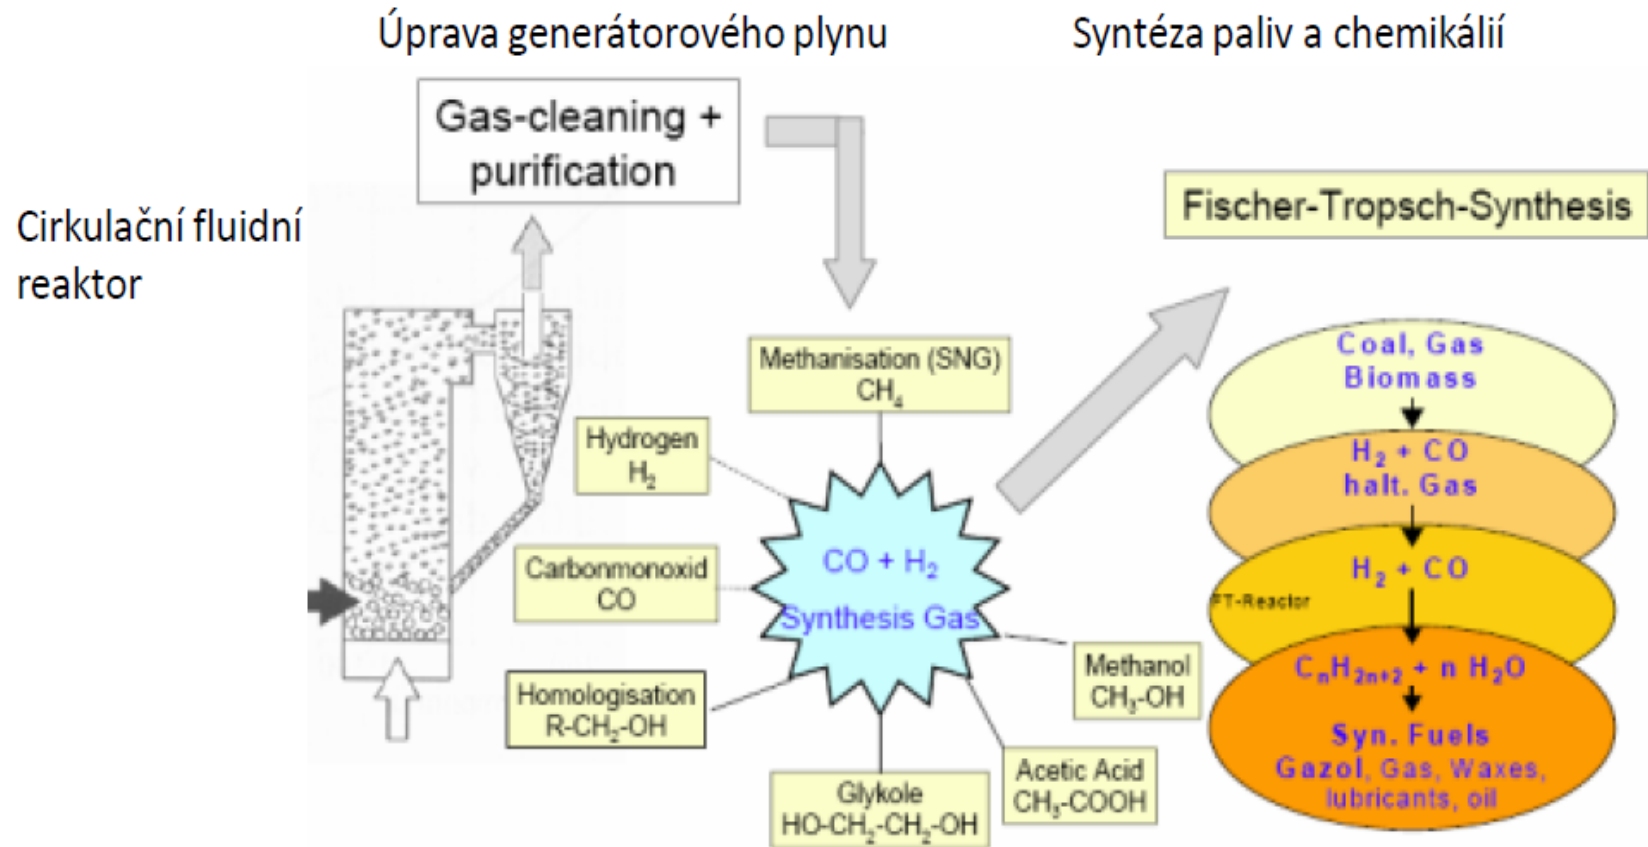 Úprava generátorového plynu
Syntéza paliv a chemikálií
Gas-cleaning +
purification
Cirkulační fluidní
reaktor
Fischer-Tropsch-Synthesis
Methanisation (SNG)
CH₄
Hydrogen
H₂
Carbonmonoxid
CO
Homologisation
R-CH₂-OH
CO + H₂
Synthesis Gas
Glykole
HO-CH₂-CH₂-OH
Acetic Acid
CH₃-COOH
Methanol
CH₃-OH
Coal, Gas
Biomass
H₂ + CO
halt. Gas
H₂ + CO
FT-Reactor
CₙH₂ₙ₊₂ + n H₂O
Syn. Fuels
Gazol, Gas, Waxes,
lubricants, oil